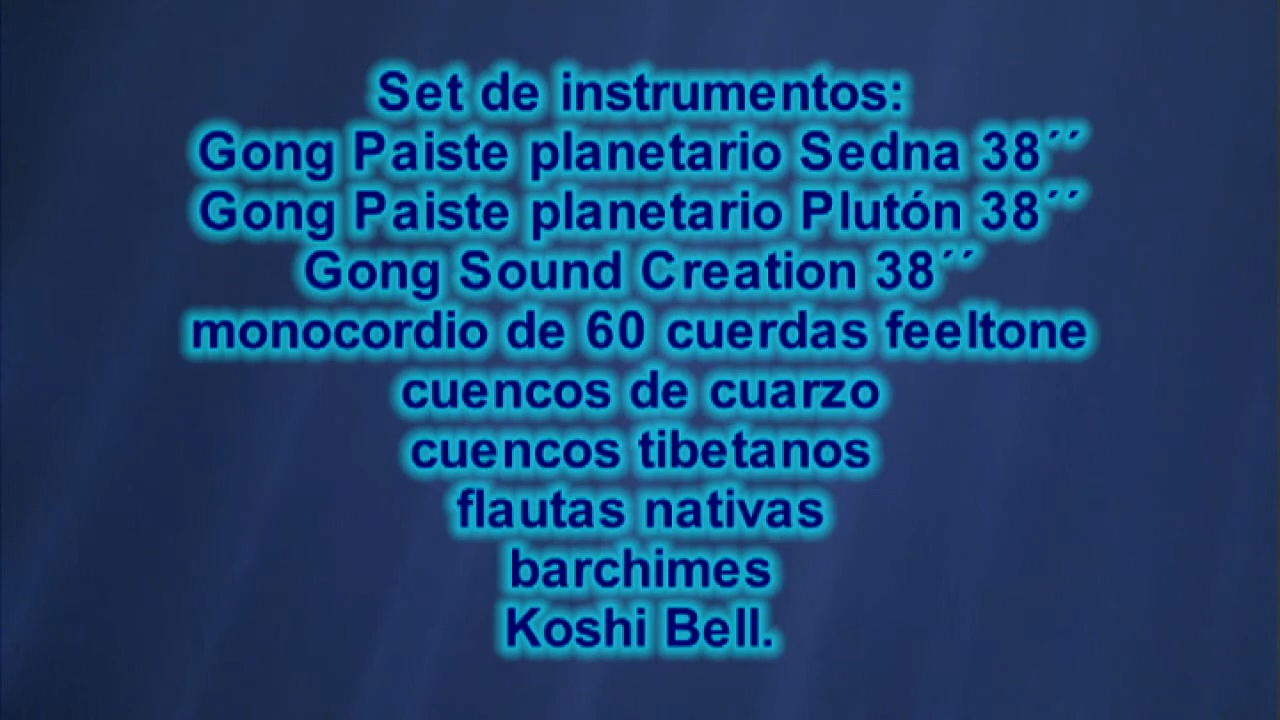 Set de instrumentos:
Gong Paiste planetario Sedna 38´´
Gong Paiste planetario Plutón 38´´
Gong Sound Creation 38´´
monocordio de 60 cuerdas feeltone
cuencos de cuarzo
cuencos tibetanos
flautas nativas
barchimes
Koshi Bell.